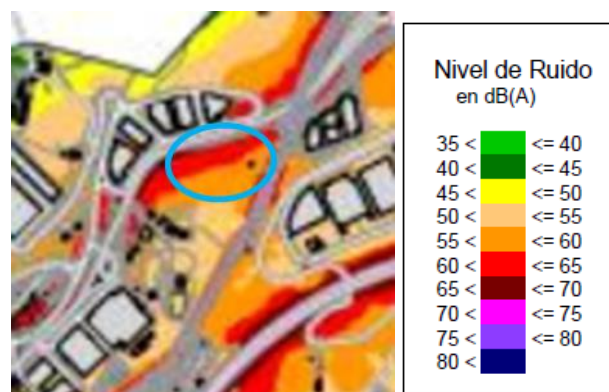 Nivel de Ruido
en dB(A)
35 < <= 40
40 < <= 45
45 < <= 50
50 < <= 55
55 < <= 60
60 < <= 65
65 < <= 70
70 < <= 75
75 < <= 80
80 <